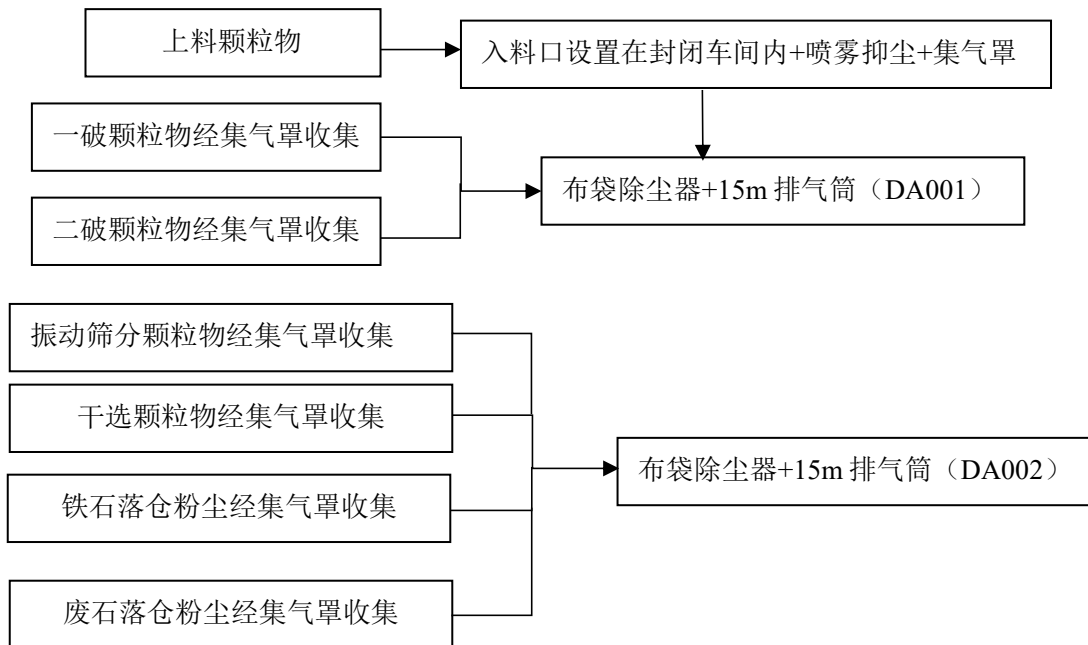 上料颗粒物
入料口设置在封闭车间内+喷雾抑尘+集气罩
一破颗粒物经集气罩收集
布袋除尘器+15m 排气筒（DA001）
二破颗粒物经集气罩收集
振动筛分颗粒物经集气罩收集
干选颗粒物经集气罩收集
布袋除尘器+15m 排气筒（DA002）
铁石落仓粉尘经集气罩收集
废石落仓粉尘经集气罩收集